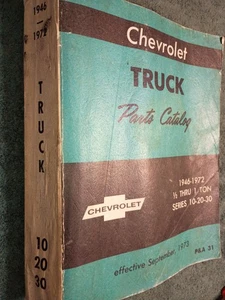 1946
1972
TRUCK
10
20
30
Chevrolet
TRUCK
Parts Catalog
1946-1972
½ THRU 1 TON
SERIES 10-20-30
CHEVROLET
effective September, 1973
P&A 51